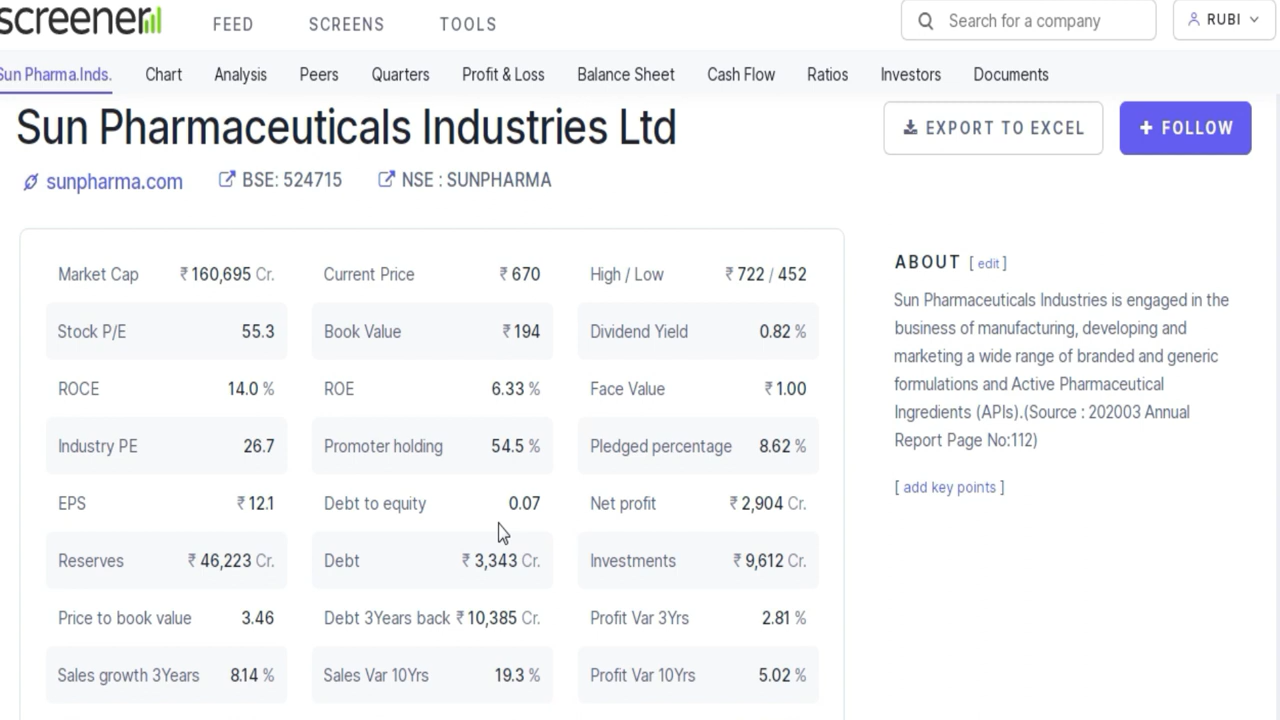 screener
FEED SCREENS TOOLS Search for a company RUBI
Sun Pharma.Inds. Chart Analysis Peers Quarters Profit & Loss Balance Sheet Cash Flow Ratios Investors Documents
Sun Pharmaceuticals Industries Ltd
EXPORT TO EXCEL + FOLLOW
sunpharma.com BSE: 524715 NSE : SUNPHARMA
Market Cap ₹ 160,695 Cr. Current Price ₹ 670 High / Low ₹ 722 / 452
Stock P/E 55.3 Book Value ₹ 194 Dividend Yield 0.82 %
ROCE 14.0 % ROE 6.33 % Face Value ₹ 1.00
Industry PE 26.7 Promoter holding 54.5 % Pledged percentage 8.62 %
EPS ₹ 12.1 Debt to equity 0.07 Net profit ₹ 2,904 Cr.
Reserves ₹ 46,223 Cr. Debt ₹ 3,343 Cr. Investments ₹ 9,612 Cr.
Price to book value 3.46 Debt 3Years back ₹ 10,385 Cr. Profit Var 3Yrs 2.81 %
Sales growth 3Years 8.14 % Sales Var 10Yrs 19.3 % Profit Var 10Yrs 5.02 %
ABOUT [ edit ]
Sun Pharmaceuticals Industries is engaged in the
business of manufacturing, developing and
marketing a wide range of branded and generic
formulations and Active Pharmaceutical
Ingredients (APIs).(Source : 202003 Annual
Report Page No:112)
[ add key points ]